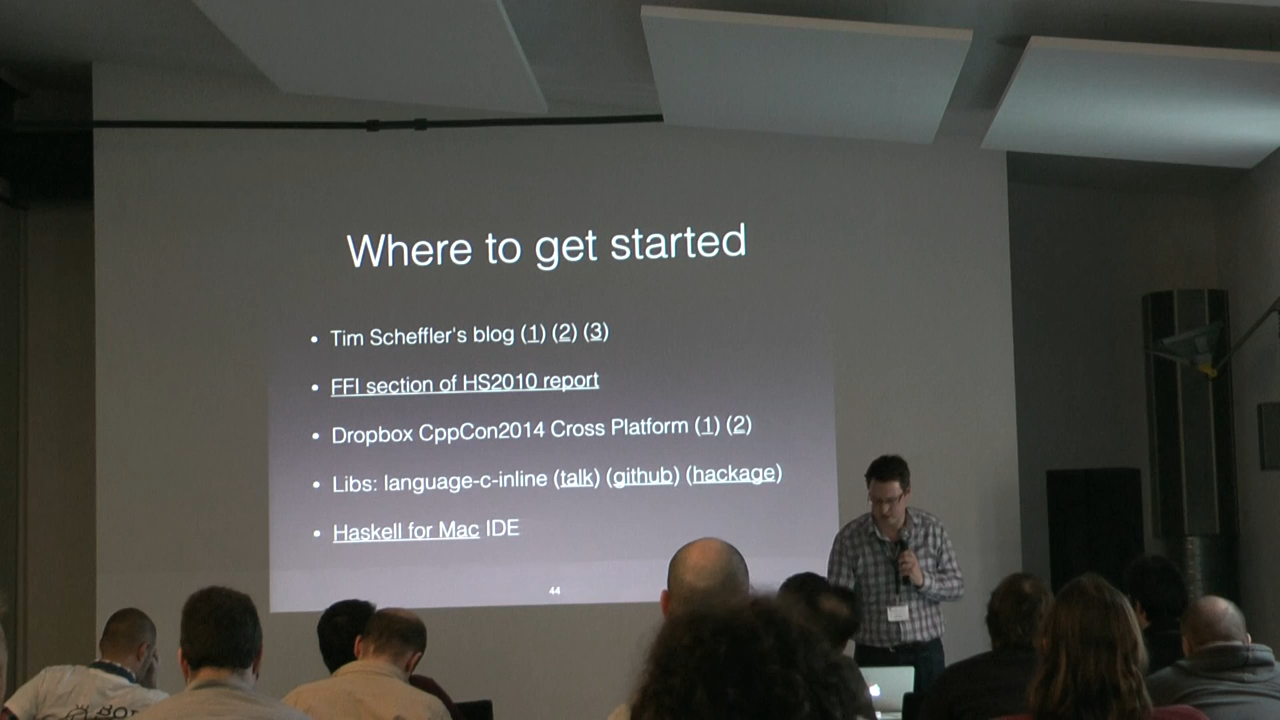 Where to get started
• Tim Scheffler's blog (1) (2) (3)
• FFI section of HS2010 report
• Dropbox CppCon2014 Cross Platform (1) (2)
• Libs: language-c-inline (talk) (github) (hackage)
• Haskell for Mac IDE
44